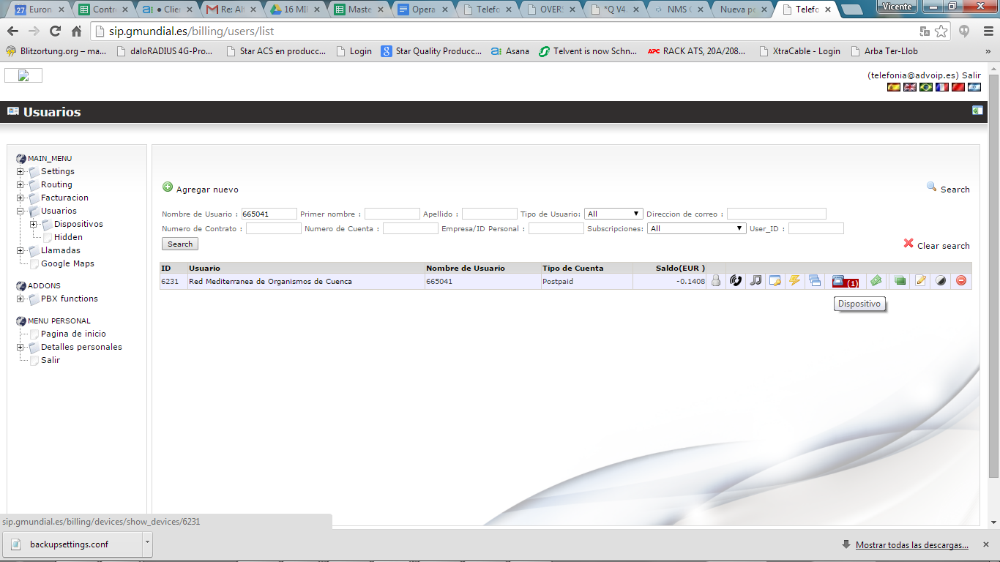 27 Euron
Contr
a: • Clien
Re: Alt
16 MII
Maste
Opera
Telefo
OVER
*Q V4.
NMS
Nueva pe
Telefo
Vicente
sip.gmundial.es/billing/users/list
Blitzortung.org – ma...
daloRADIUS 4G-Pro...
Star ACS en producc...
Login
Star Quality Producc...
Asana
Telvent is now Schn...
APC RACK ATS, 20A/208...
XtraCable - Login
Arba Ter-Llob
»
(telefonia@advoip.es) Salir
Usuarios
MAIN_MENU
Settings
Routing
Facturacion
Usuarios
Dispositivos
Hidden
Llamadas
Google Maps
ADDONS
PBX functions
MENU PERSONAL
Pagina de inicio
Detalles personales
Salir
Agregar nuevo
Search
Nombre de Usuario : 665041 Primer nombre : Apellido : Tipo de Usuario: All Direccion de correo :
Numero de Contrato : Numero de Cuenta : Empresa/ID Personal : Subscripciones: All User_ID :
Search
Clear search
ID Usuario Nombre de Usuario Tipo de Cuenta Saldo(EUR )
6231 Red Mediterranea de Organismos de Cuenca 665041 Postpaid -0.1408 (1)
Dispositivo
sip.gmundial.es/billing/devices/show_devices/6231
backupsettings.conf
Mostrar todas las descargas...